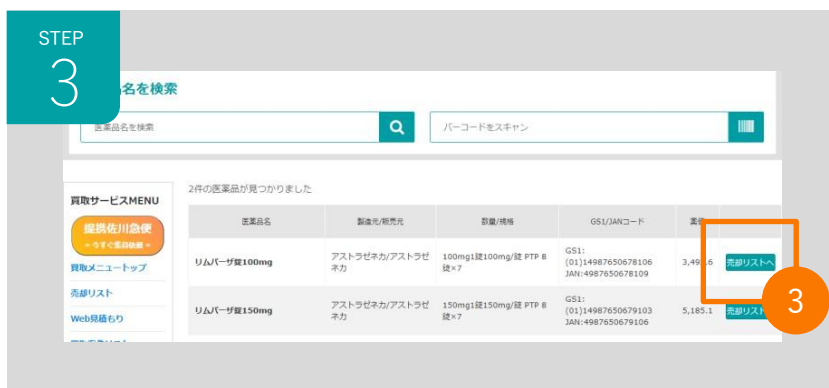 STEP
3
品名を検索
医薬品名を検索
バーコードをスキャン
2件の医薬品が見つかりました
買取サービスMENU
提携佐川急便
買取メニュートップ
売却リスト
Web見積もり
医薬品名 製造元/販売元 数量/規格 GS1/JANコード 薬価
リムパーザ錠100mg アストラゼネカ/アストラゼ 100mg1錠100mg/錠 PTP 8 GS1:
ネカ 錠×7 (01)14987650678106 売却リストへ
JAN:4987650678109
リムパーザ錠150mg アストラゼネカ/アストラゼ 150mg1錠150mg/錠 PTP 8 GS1:
ネカ 錠×7 (01)14987650679103 5,185.1 売却リスト
JAN:4987650679106
3